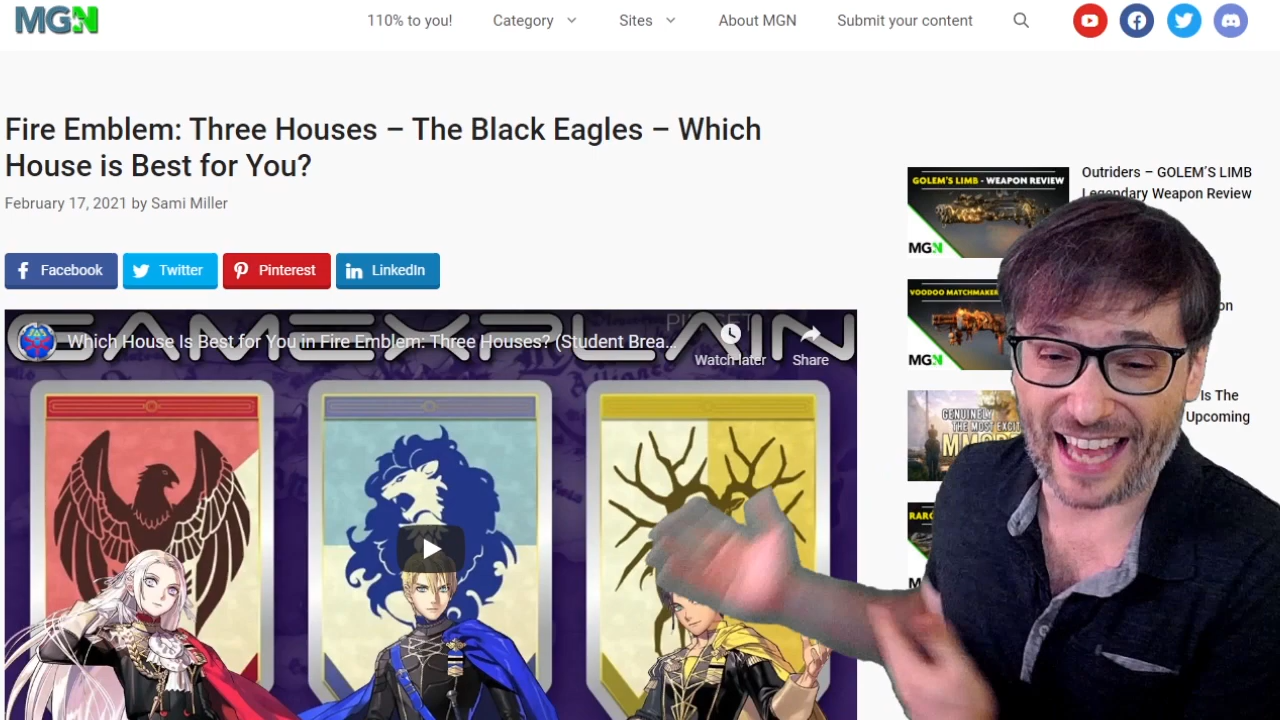 MGN
110% to you!
Category
Sites
About MGN
Submit your content
Fire Emblem: Three Houses – The Black Eagles – Which
House is Best for You?
February 17, 2021 by Sami Miller
Facebook
Twitter
Pinterest
LinkedIn
GAMEXPLAIN
Which House Is Best for You in Fire Emblem: Three Houses? (Student Brea...
Watch later
Share
GOLEM'S LIMB - WEAPON REVIEW
MGN
Outriders – GOLEM'S LIMB
Legendary Weapon Review
VOODOO MATCHMAKER
MGN
on
GENUINELY
THE MOST EXCIT
MMORP
Is The
Upcoming